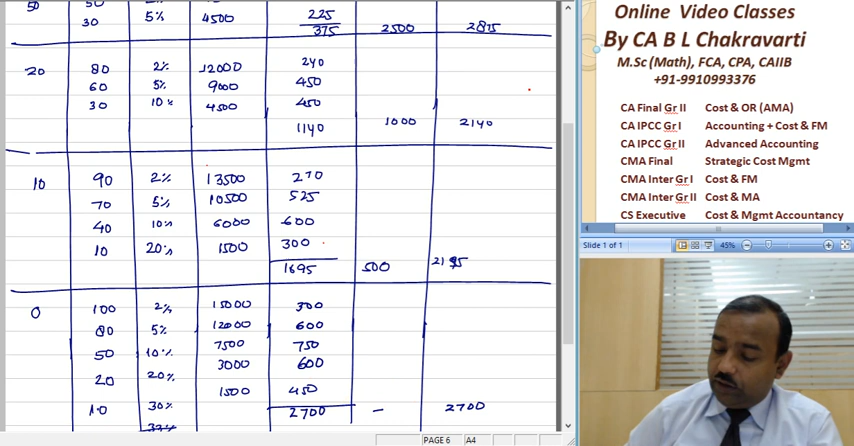 50 50
30 5% 4500 225
375 2500 2875
20 80 2% 12000 240
60 5% 9000 450
30 10% 4500 450
1140 1000 2140
10 90 2% 13500 270
70 5% 10500 525
40 10% 6000 600
10 20% 1500 300
1695 500 2195
0 100 2% 15000 300
80 5% 12000 600
50 10% 7500 750
20 20% 3000 600
10 30% 1500 450
2700 – 2700
PAGE 6 A4
Online Video Classes
By CA B L Chakravarti
M.Sc (Math), FCA, CPA, CAIIB
+91-9910993376
CA Final Gr II Cost & OR (AMA)
CA IPCC Gr I Accounting + Cost & FM
CA IPCC Gr II Advanced Accounting
CMA Final Strategic Cost Mgmt
CMA Inter Gr I Cost & FM
CMA Inter Gr II Cost & MA
CS Executive Cost & Mgmt Accountancy
Slide 1 of 1 45%